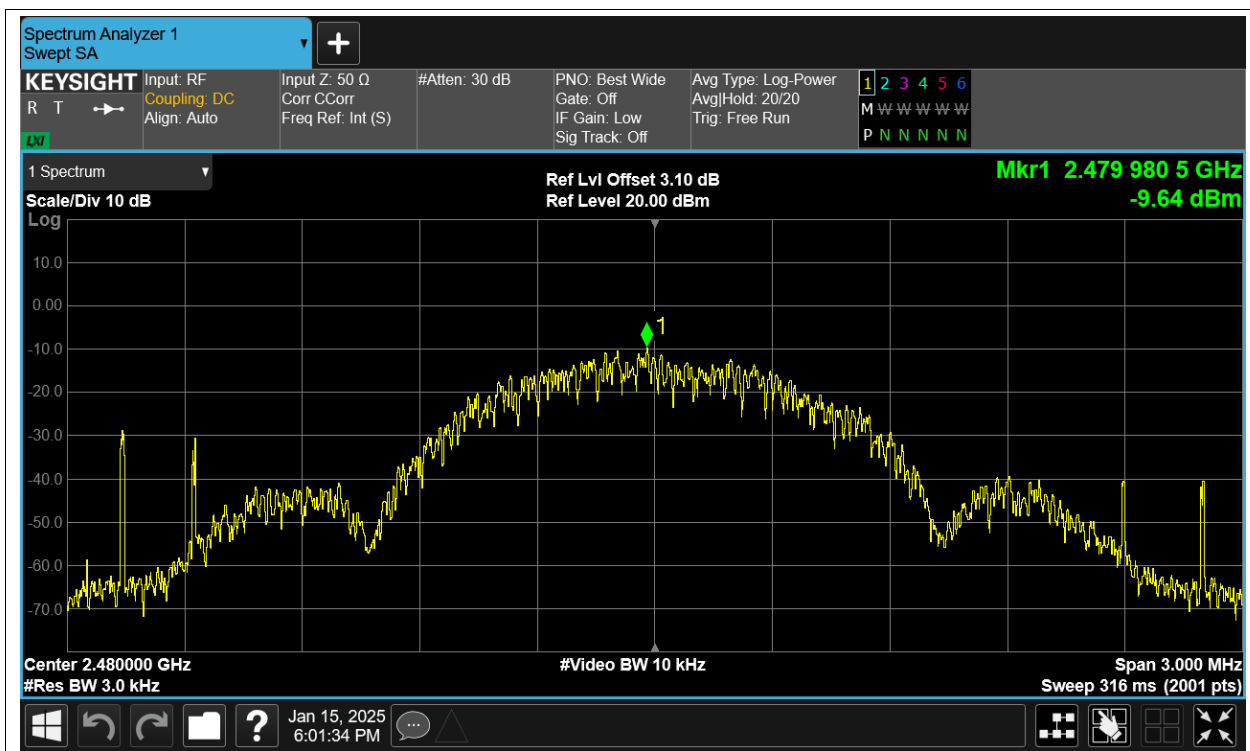 Spectrum Analyzer 1
Swept SA
KEYSIGHT
R T
LXI
Input: RF
Coupling: DC
Align: Auto
Input Z: 50 Ω
Corr CCorr
Freq Ref: Int (S)
#Atten: 30 dB
PNO: Best Wide
Gate: Off
IF Gain: Low
Sig Track: Off
Avg Type: Log-Power
Avg|Hold: 20/20
Trig: Free Run
1 2 3 4 5 6
M W W W W W
P N N N N N
1 Spectrum
Scale/Div 10 dB
Log
Ref Lvl Offset 3.10 dB
Ref Level 20.00 dBm
Mkr1 2.479 980 5 GHz
-9.64 dBm
10.0
0.00
-10.0
-20.0
-30.0
-40.0
-50.0
-60.0
-70.0
1
Center 2.480000 GHz
#Res BW 3.0 kHz
#Video BW 10 kHz
Span 3.000 MHz
Sweep 316 ms (2001 pts)
?
Jan 15, 2025
6:01:34 PM